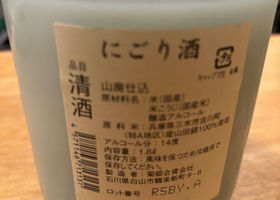 にごり酒
品目
清酒
山廃仕込
原材料名：米(国産)
米こうじ(国産米)
醸造アルコール
原料米：兵庫県三木市吉川町
(特A地区)産山田錦100%使用
アルコール分：14度
内容量：1.8ℓ
保存方法：風味を保つため冷暗所で
保存して下さい
製造者：菊姫合資会社
石川県白山市鶴来新町タ8
ロット番号 R5BY.A